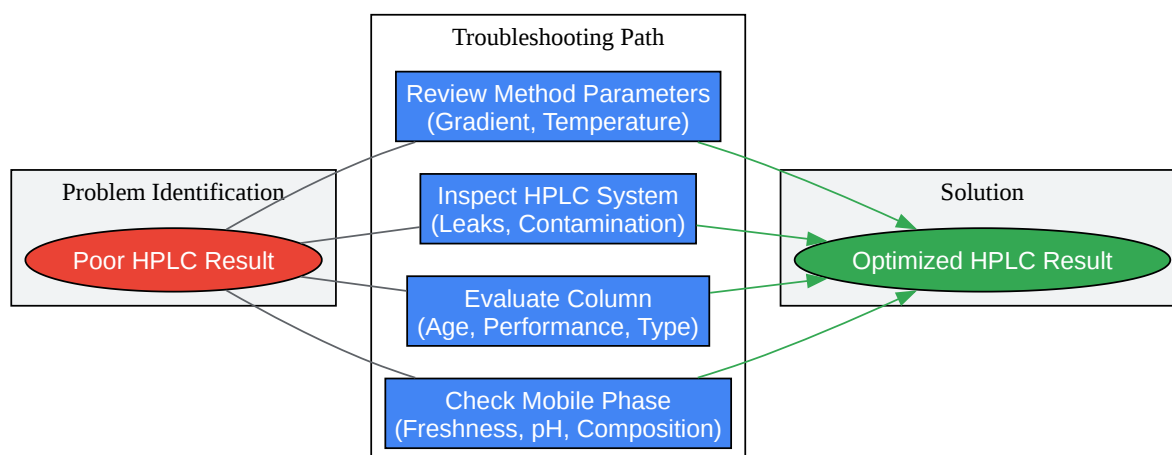 Troubleshooting Path
Review Method Parameters
(Gradient, Temperature)
Problem Identification
Inspect HPLC System
(Leaks, Contamination)
Solution
Poor HPLC Result
Optimized HPLC Result
Evaluate Column
(Age, Performance, Type)
Check Mobile Phase
(Freshness, pH, Composition)